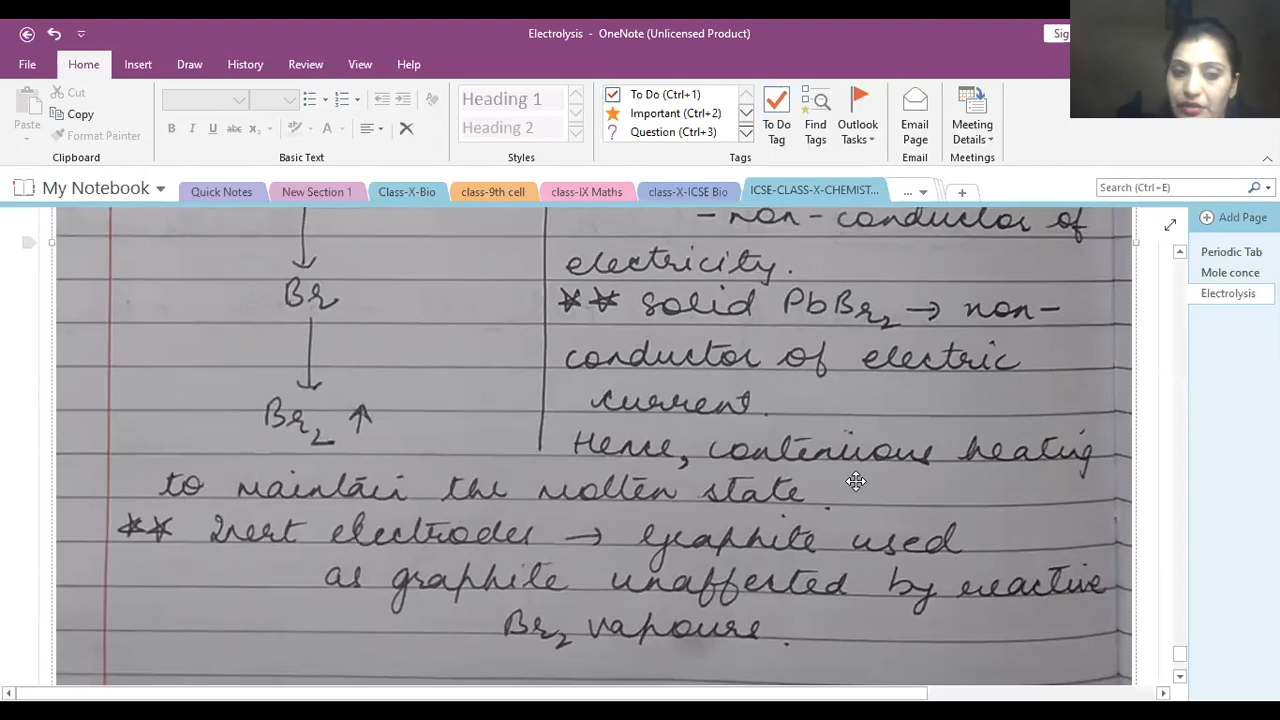 Electrolysis - OneNote (Unlicensed Product)
Sig
File Home Insert Draw History Review View Help
Cut
Copy
Format Painter
Paste
Clipboard
B I U abc x₂ A
Basic Text
Heading 1
Heading 2
Styles
To Do (Ctrl+1)
Important (Ctrl+2)
Question (Ctrl+3)
To Do Tag
Find Tags
Outlook Tasks
Tags
Email Page
Email
Meeting Details
Meetings
My Notebook
Quick Notes New Section 1 Class-X-Bio class-9th cell class-IX Maths class-X-ICSE Bio ICSE-CLASS-X-CHEMIST... ...
Search (Ctrl+E)
Add Page
Periodic Tab
Mole conce
Electrolysis
- non-conductor of
electricity.
** solid PbBr₂ → non-
conductor of electric
current.
Br
↓
Br₂ ↑
Hence, continuous heating
to maintain the molten state.
** Inert electrodes → Graphite used
as graphite unaffected by reactive
Br₂ vapours.